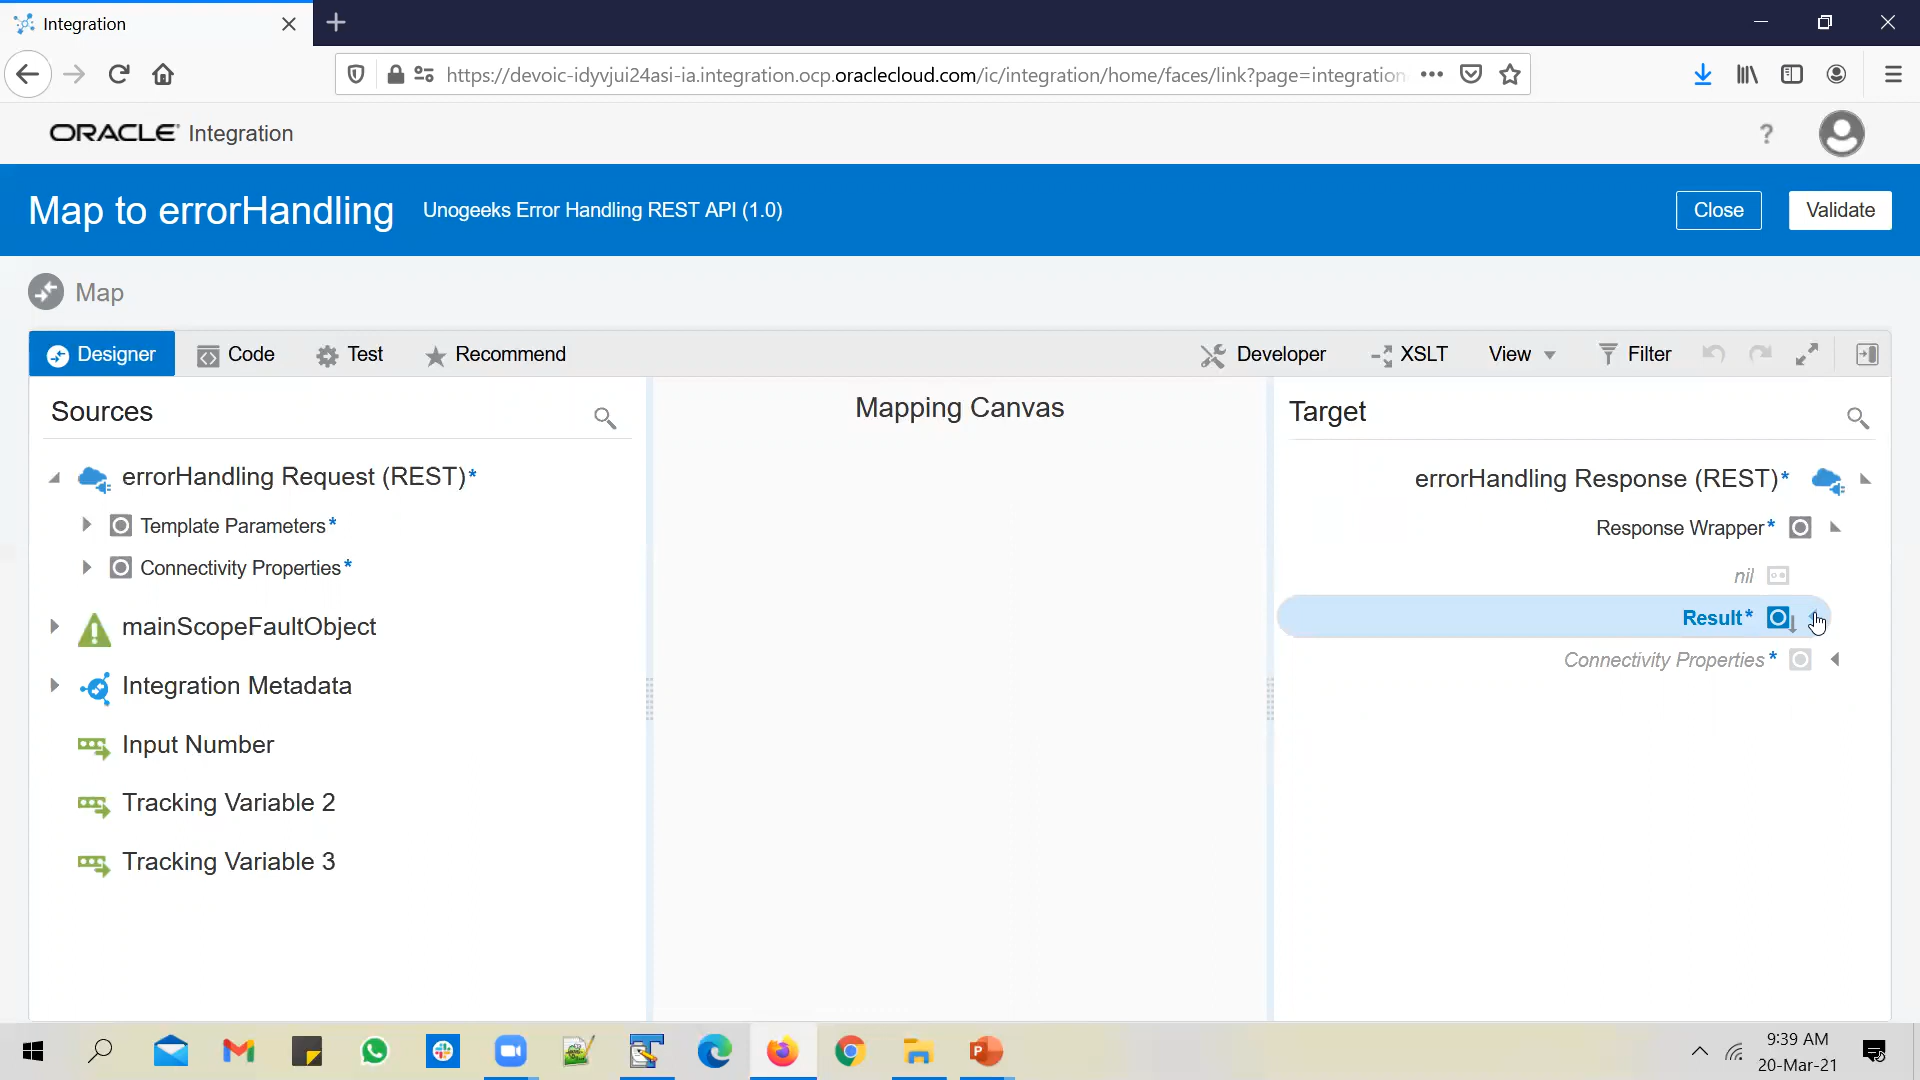 Integration
https://devoic-idyvjui24asi-ia.integration.ocp.oraclecloud.com/ic/integration/home/faces/link?page=integration
ORACLE Integration
?
Map to errorHandling
Unogeeks Error Handling REST API (1.0)
Close
Validate
Map
Designer
Code
Test
Recommend
Developer
XSLT
View
Filter
Sources
Mapping Canvas
Target
errorHandling Request (REST)*
Template Parameters*
Connectivity Properties*
mainScopeFaultObject
Integration Metadata
Input Number
Tracking Variable 2
Tracking Variable 3
errorHandling Response (REST)*
Response Wrapper*
nil
Result*
Connectivity Properties*
9:39 AM
20-Mar-21